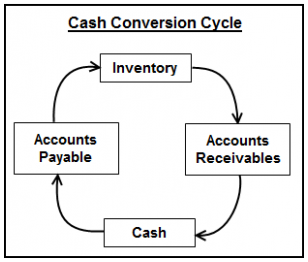 Cash Conversion Cycle
Inventory
Accounts
Payable
Accounts
Receivables
Cash